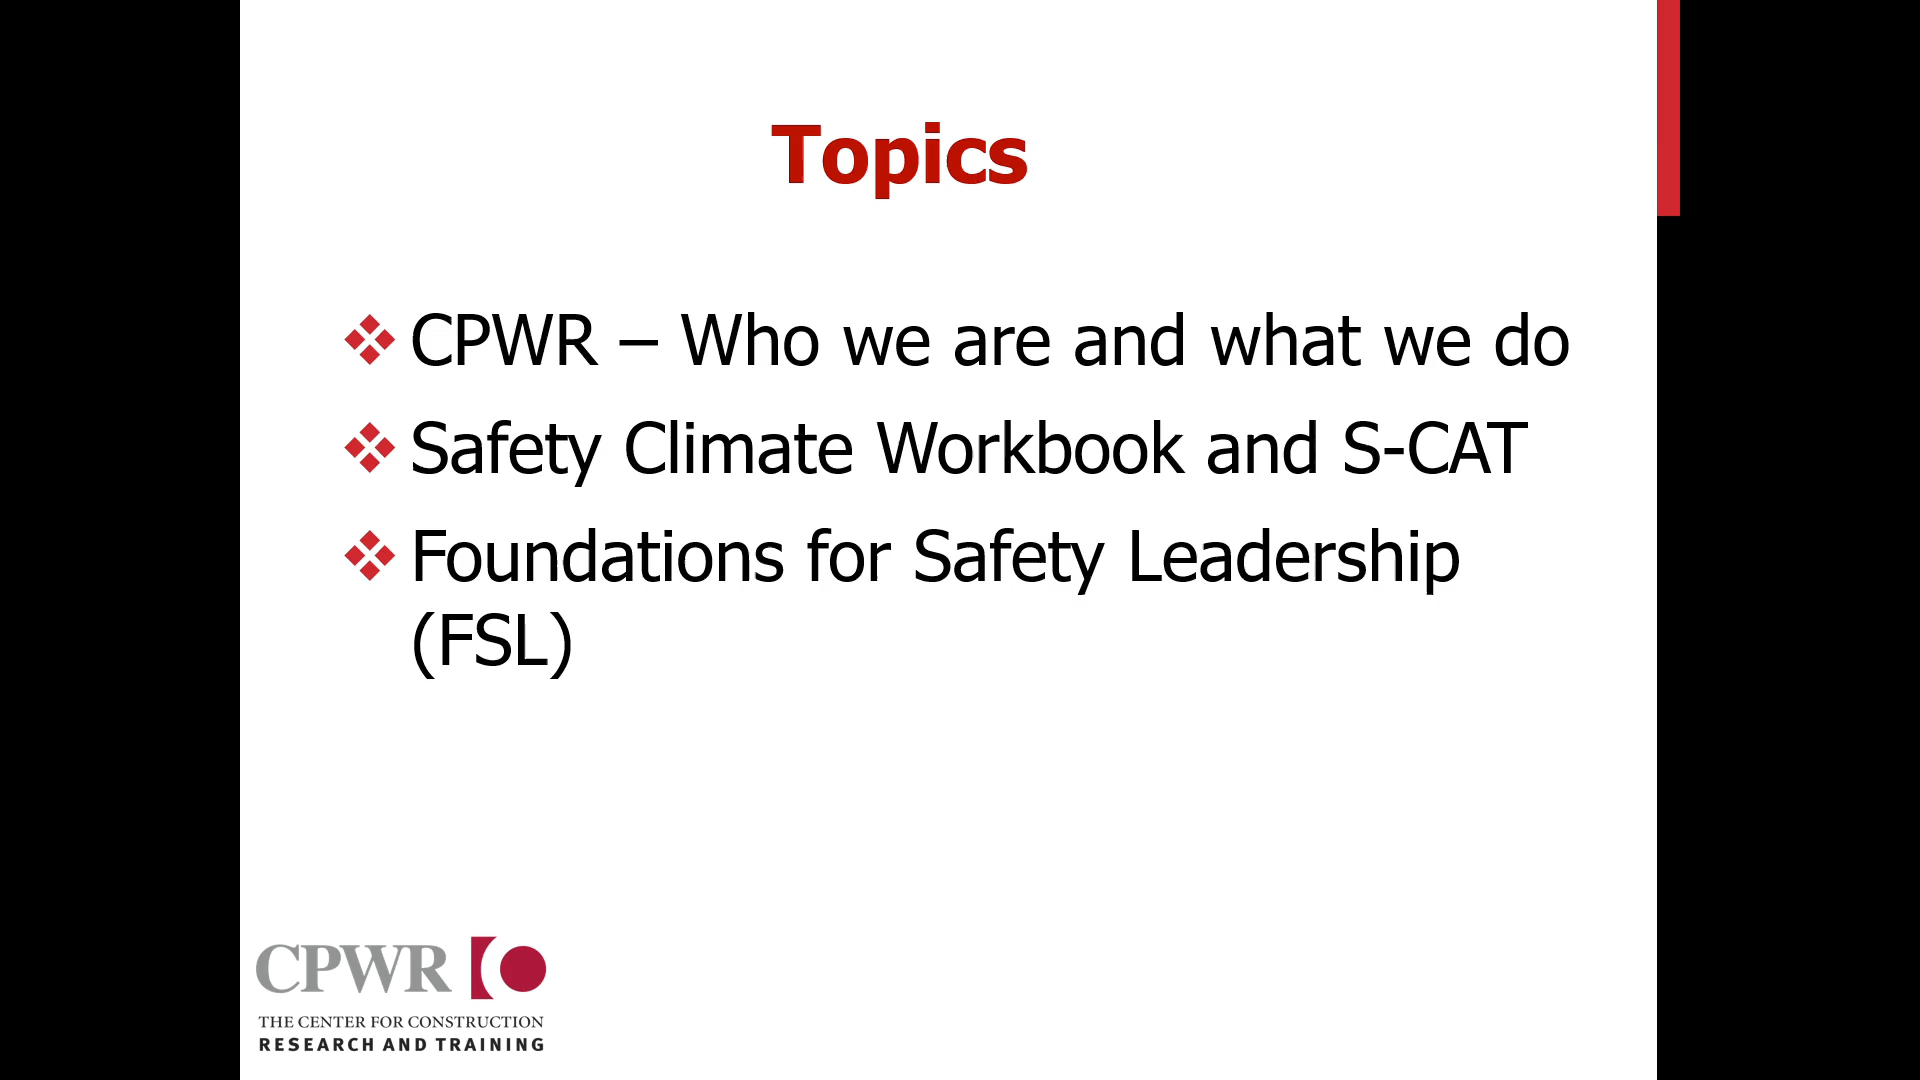 Topics
CPWR – Who we are and what we do
Safety Climate Workbook and S-CAT
Foundations for Safety Leadership
(FSL)
CPWR
THE CENTER FOR CONSTRUCTION
RESEARCH AND TRAINING